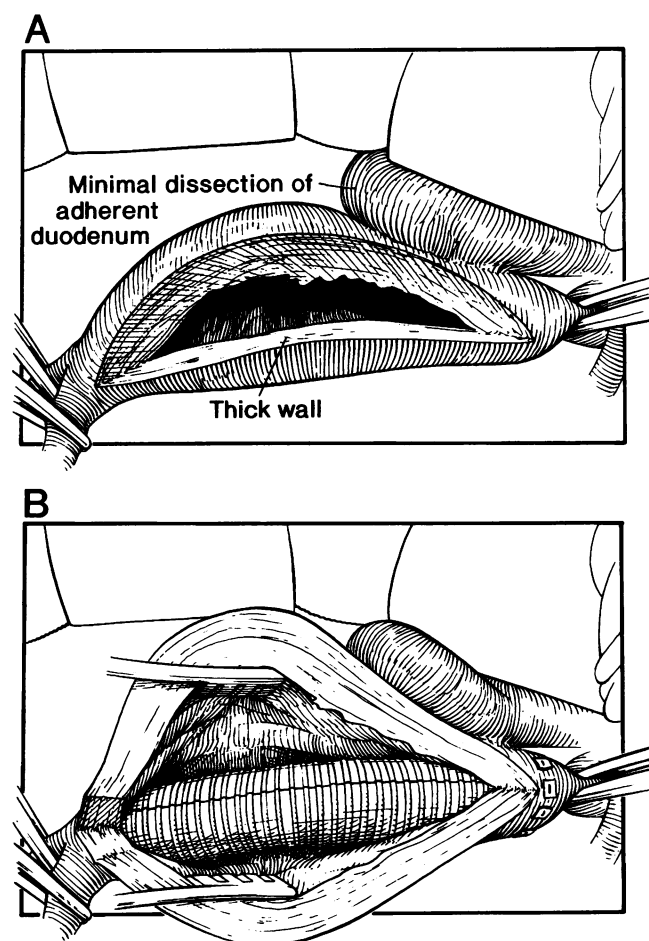 A
Minimal dissection of
adherent
duodenum
Thick wall
B